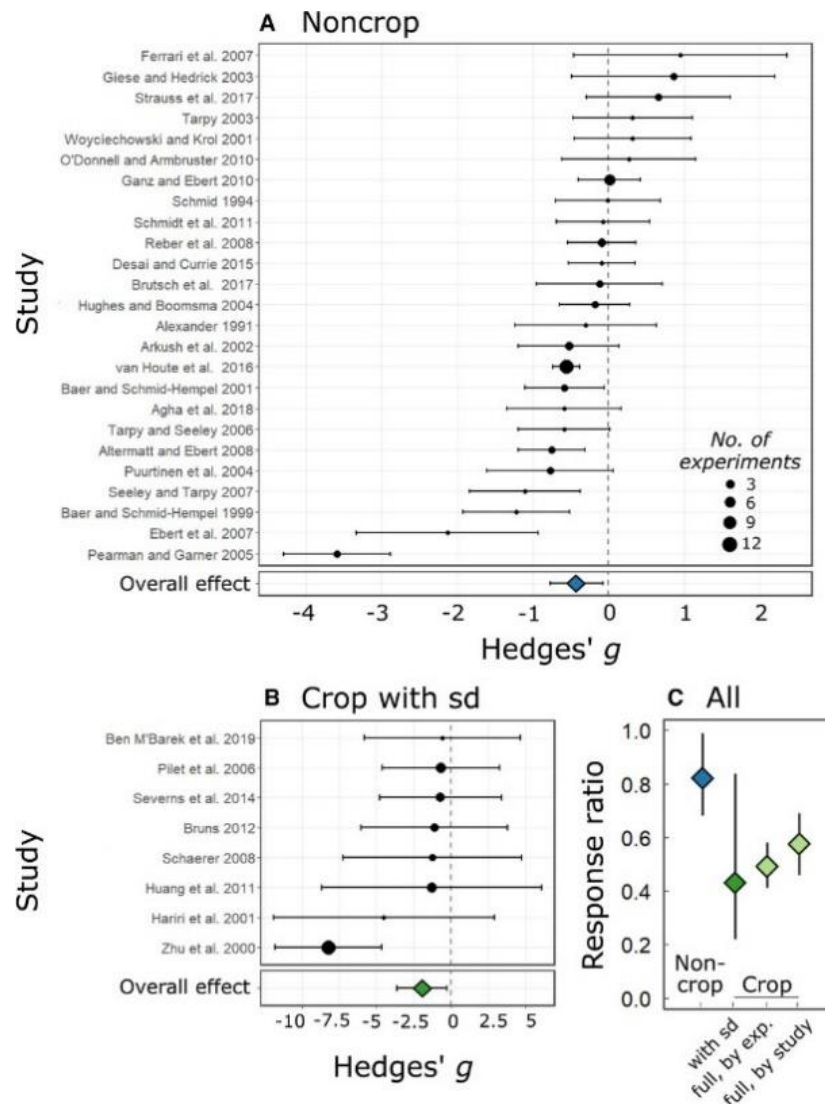 A Noncrop
Study
Ferrari et al. 2007
Giese and Hedrick 2003
Strauss et al. 2017
Tarpy 2003
Woyciechowski and Krol 2001
O'Donnell and Armbruster 2010
Ganz and Ebert 2010
Schmid 1994
Schmidt et al. 2011
Reber et al. 2008
Desai and Currie 2015
Brutsch et al. 2017
Hughes and Boomsma 2004
Alexander 1991
Arkush et al. 2002
van Houte et al. 2016
Baer and Schmid-Hempel 2001
Agha et al. 2018
Tarpy and Seeley 2006
Altermatt and Ebert 2008
Puurtinen et al. 2004
Seeley and Tarpy 2007
Baer and Schmid-Hempel 1999
Ebert et al. 2007
Pearman and Garner 2005
Overall effect
No. of
experiments
3
6
9
12
-4 -3 -2 -1 0 1 2
Hedges' g
B Crop with sd
Study
Ben M'Barek et al. 2019
Pilet et al. 2006
Severns et al. 2014
Bruns 2012
Schaerer 2008
Huang et al. 2011
Hariri et al. 2001
Zhu et al. 2000
Overall effect
-10 -7.5 -5 -2.5 0 2.5 5
Hedges' g
C All
Response ratio
1.0
0.8
0.6
0.4
0.2
0.0
Non-
crop
Crop
with sd
full, by exp.
full, by study